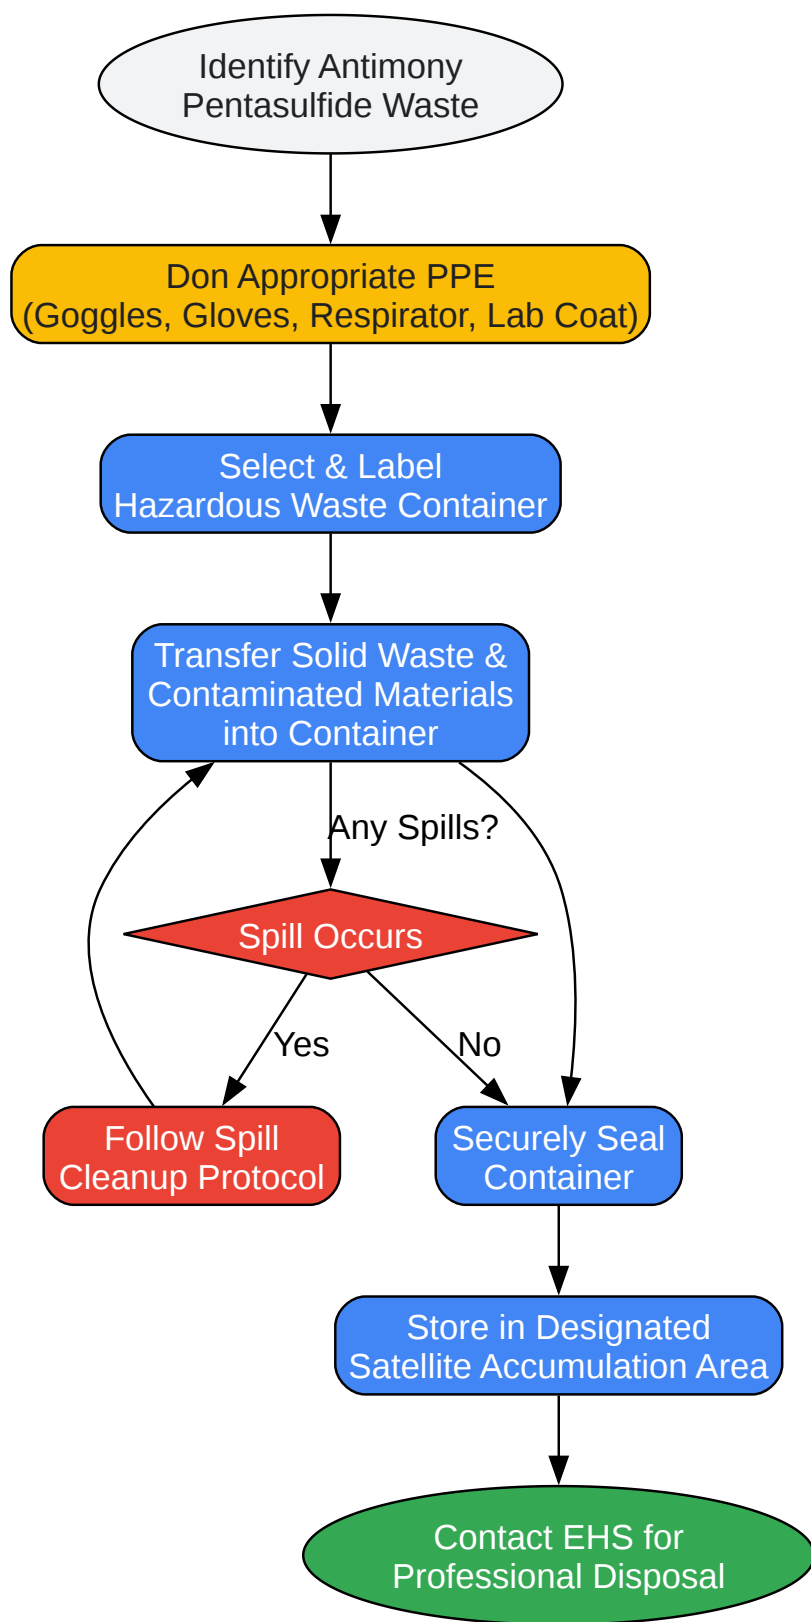 Identify Antimony
Pentasulfide Waste
Don Appropriate PPE
(Goggles, Gloves, Respirator, Lab Coat)
Select & Label
Hazardous Waste Container
Transfer Solid Waste &
Contaminated Materials
into Container
Any Spills?
Spill Occurs
Yes
No
Follow Spill
Cleanup Protocol
Securely Seal
Container
Store in Designated
Satellite Accumulation Area
Contact EHS for
Professional Disposal